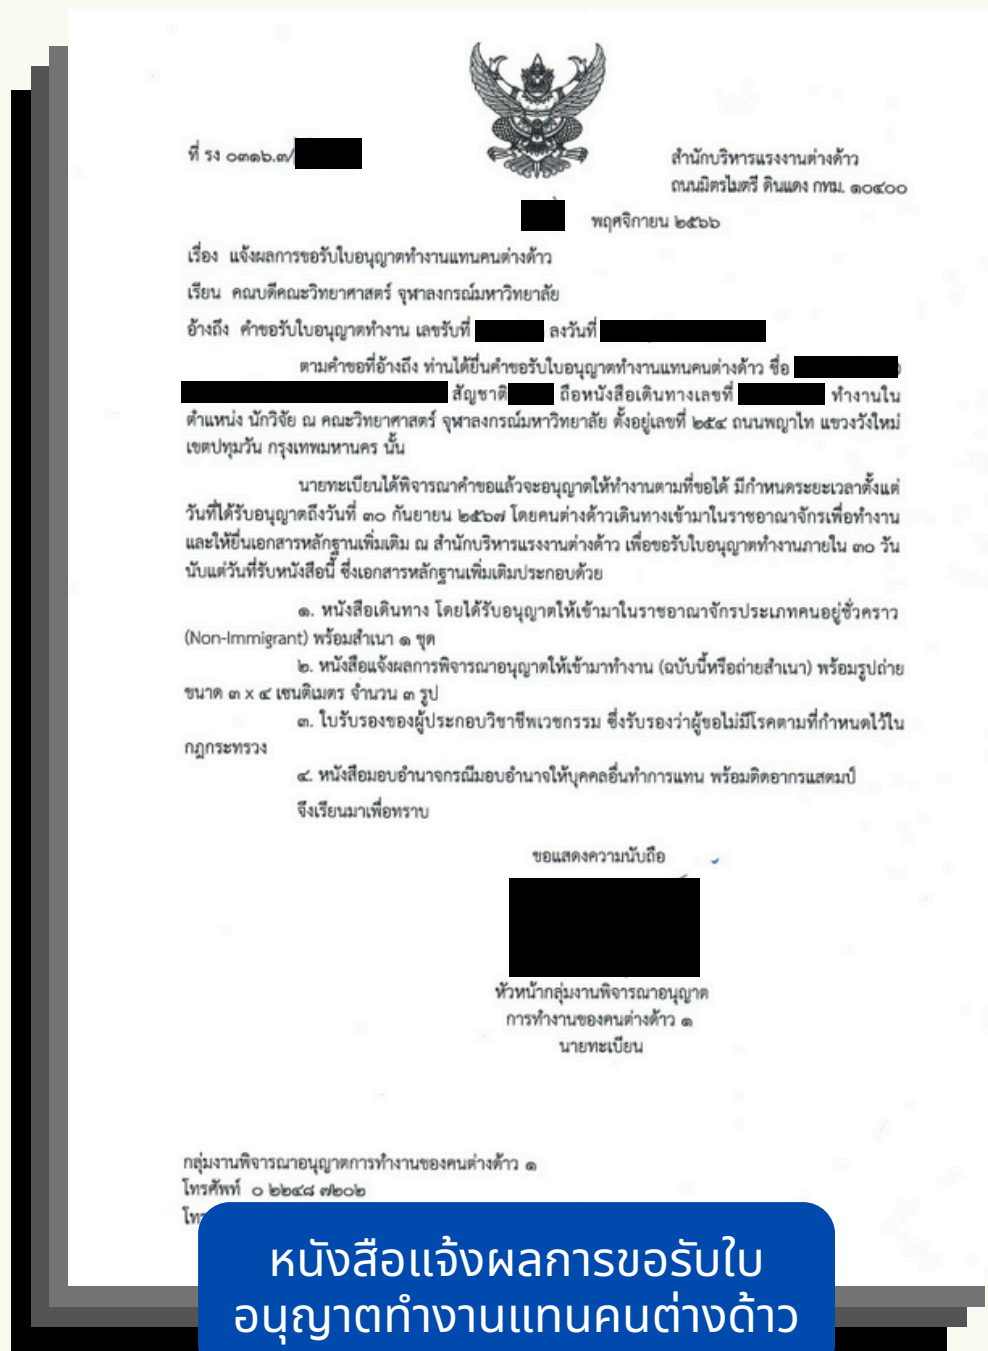 ที่ รง ๐๓๑๖.๓/
สำนักบริหารแรงงานต่างด้าว
ถนนมิตรไมตรี ดินแดง กทม. ๑๐๔๐๐
พฤศจิกายน ๒๕๖๖
เรื่อง แจ้งผลการขอรับใบอนุญาตทำงานแทนคนต่างด้าว
เรียน คณบดีคณะวิทยาศาสตร์ จุฬาลงกรณ์มหาวิทยาลัย
อ้างถึง คำขอรับใบอนุญาตทำงาน เลขรับที่ ลงวันที่
ตามคำขอที่อ้างถึง ท่านได้ยื่นคำขอรับใบอนุญาตทำงานแทนคนต่างด้าว ชื่อ
สัญชาติ ถือหนังสือเดินทางเลขที่ ทำงานใน
ตำแหน่ง นักวิจัย ณ คณะวิทยาศาสตร์ จุฬาลงกรณ์มหาวิทยาลัย ตั้งอยู่เลขที่ ๒๕๔ ถนนพญาไท แขวงวังใหม่
เขตปทุมวัน กรุงเทพมหานคร นั้น
นายทะเบียนได้พิจารณาคำขอแล้วจะอนุญาตให้ทำงานตามที่ขอได้ มีกำหนดระยะเวลาตั้งแต่
วันที่ได้รับอนุญาตถึงวันที่ ๓๐ กันยายน ๒๕๖๗ โดยคนต่างด้าวเดินทางเข้ามาในราชอาณาจักรเพื่อทำงาน
และให้ยื่นเอกสารหลักฐานเพิ่มเติม ณ สำนักบริหารแรงงานต่างด้าว เพื่อขอรับใบอนุญาตทำงานภายใน ๓๐ วัน
นับแต่วันที่รับหนังสือนี้ ซึ่งเอกสารหลักฐานเพิ่มเติมประกอบด้วย
๑. หนังสือเดินทาง โดยได้รับอนุญาตให้เข้ามาในราชอาณาจักรประเภทคนอยู่ชั่วคราว
(Non-Immigrant) พร้อมสำเนา ๑ ชุด
๒. หนังสือแจ้งผลการพิจารณาอนุญาตให้เข้ามาทำงาน (ฉบับนี้หรือถ่ายสำเนา) พร้อมรูปถ่าย
ขนาด ๓ x ๔ เซนติเมตร จำนวน ๓ รูป
๓. ใบรับรองของผู้ประกอบวิชาชีพเวชกรรม ซึ่งรับรองว่าผู้ขอไม่มีโรคตามที่กำหนดไว้ใน
กฎกระทรวง
๔. หนังสือมอบอำนาจกรณีมอบอำนาจให้บุคคลอื่นทำการแทน พร้อมติดอากรแสตมป์
จึงเรียนมาเพื่อทราบ
ขอแสดงความนับถือ
หัวหน้ากลุ่มงานพิจารณาอนุญาต
การทำงานของคนต่างด้าว ๑
นายทะเบียน
กลุ่มงานพิจารณาอนุญาตการทำงานของคนต่างด้าว ๑
โทรศัพท์ ๐ ๒๒๔๘ ๗๒๐๒
หนังสือแจ้งผลการขอรับใบ
อนุญาตทำงานแทนคนต่างด้าว